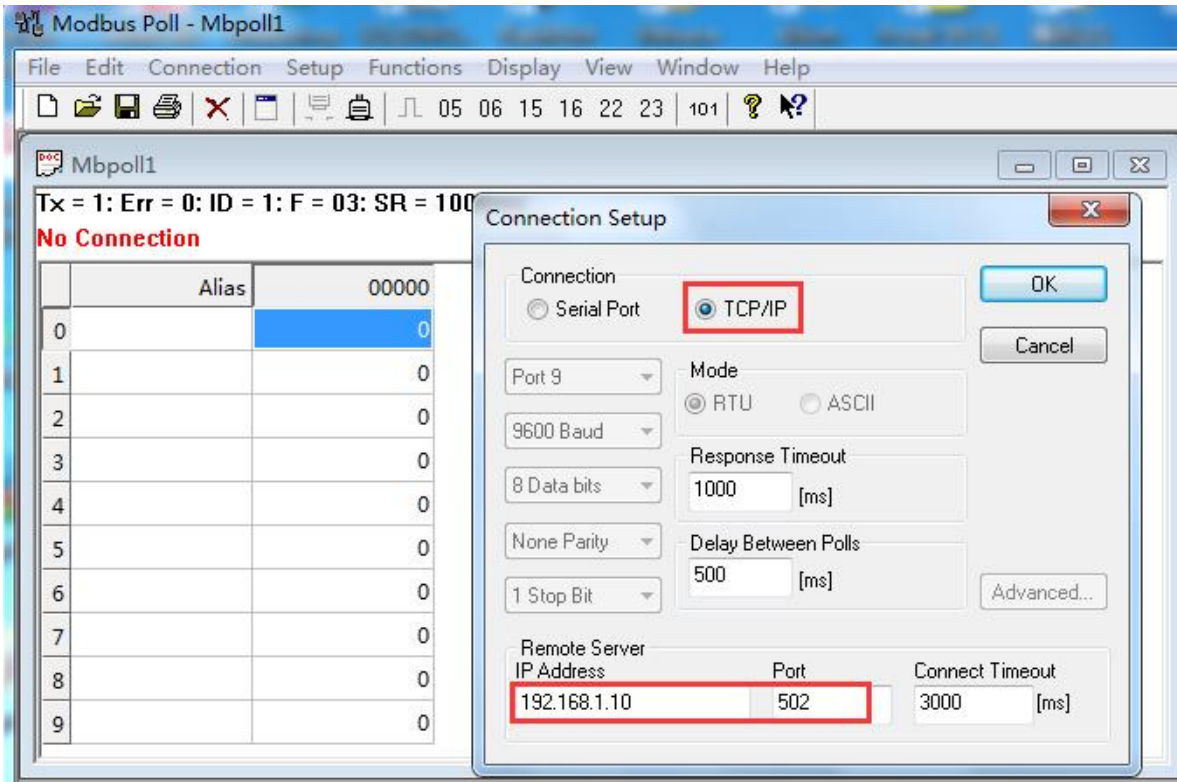 Modbus Poll - Mbpoll1
File Edit Connection Setup Functions Display View Window Help
05 06 15 16 22 23 101
Mbpoll1
Tx = 1: Err = 0: ID = 1: F = 03: SR = 100
No Connection
Alias 00000
0 0
1 0
2 0
3 0
4 0
5 0
6 0
7 0
8 0
9 0
Connection Setup
Connection
Serial Port TCP/IP
OK
Cancel
Port 9
9600 Baud
8 Data bits
None Parity
1 Stop Bit
Mode
RTU ASCII
Response Timeout
1000 [ms]
Delay Between Polls
500 [ms]
Advanced...
Remote Server
IP Address Port Connect Timeout
192.168.1.10 502 3000 [ms]